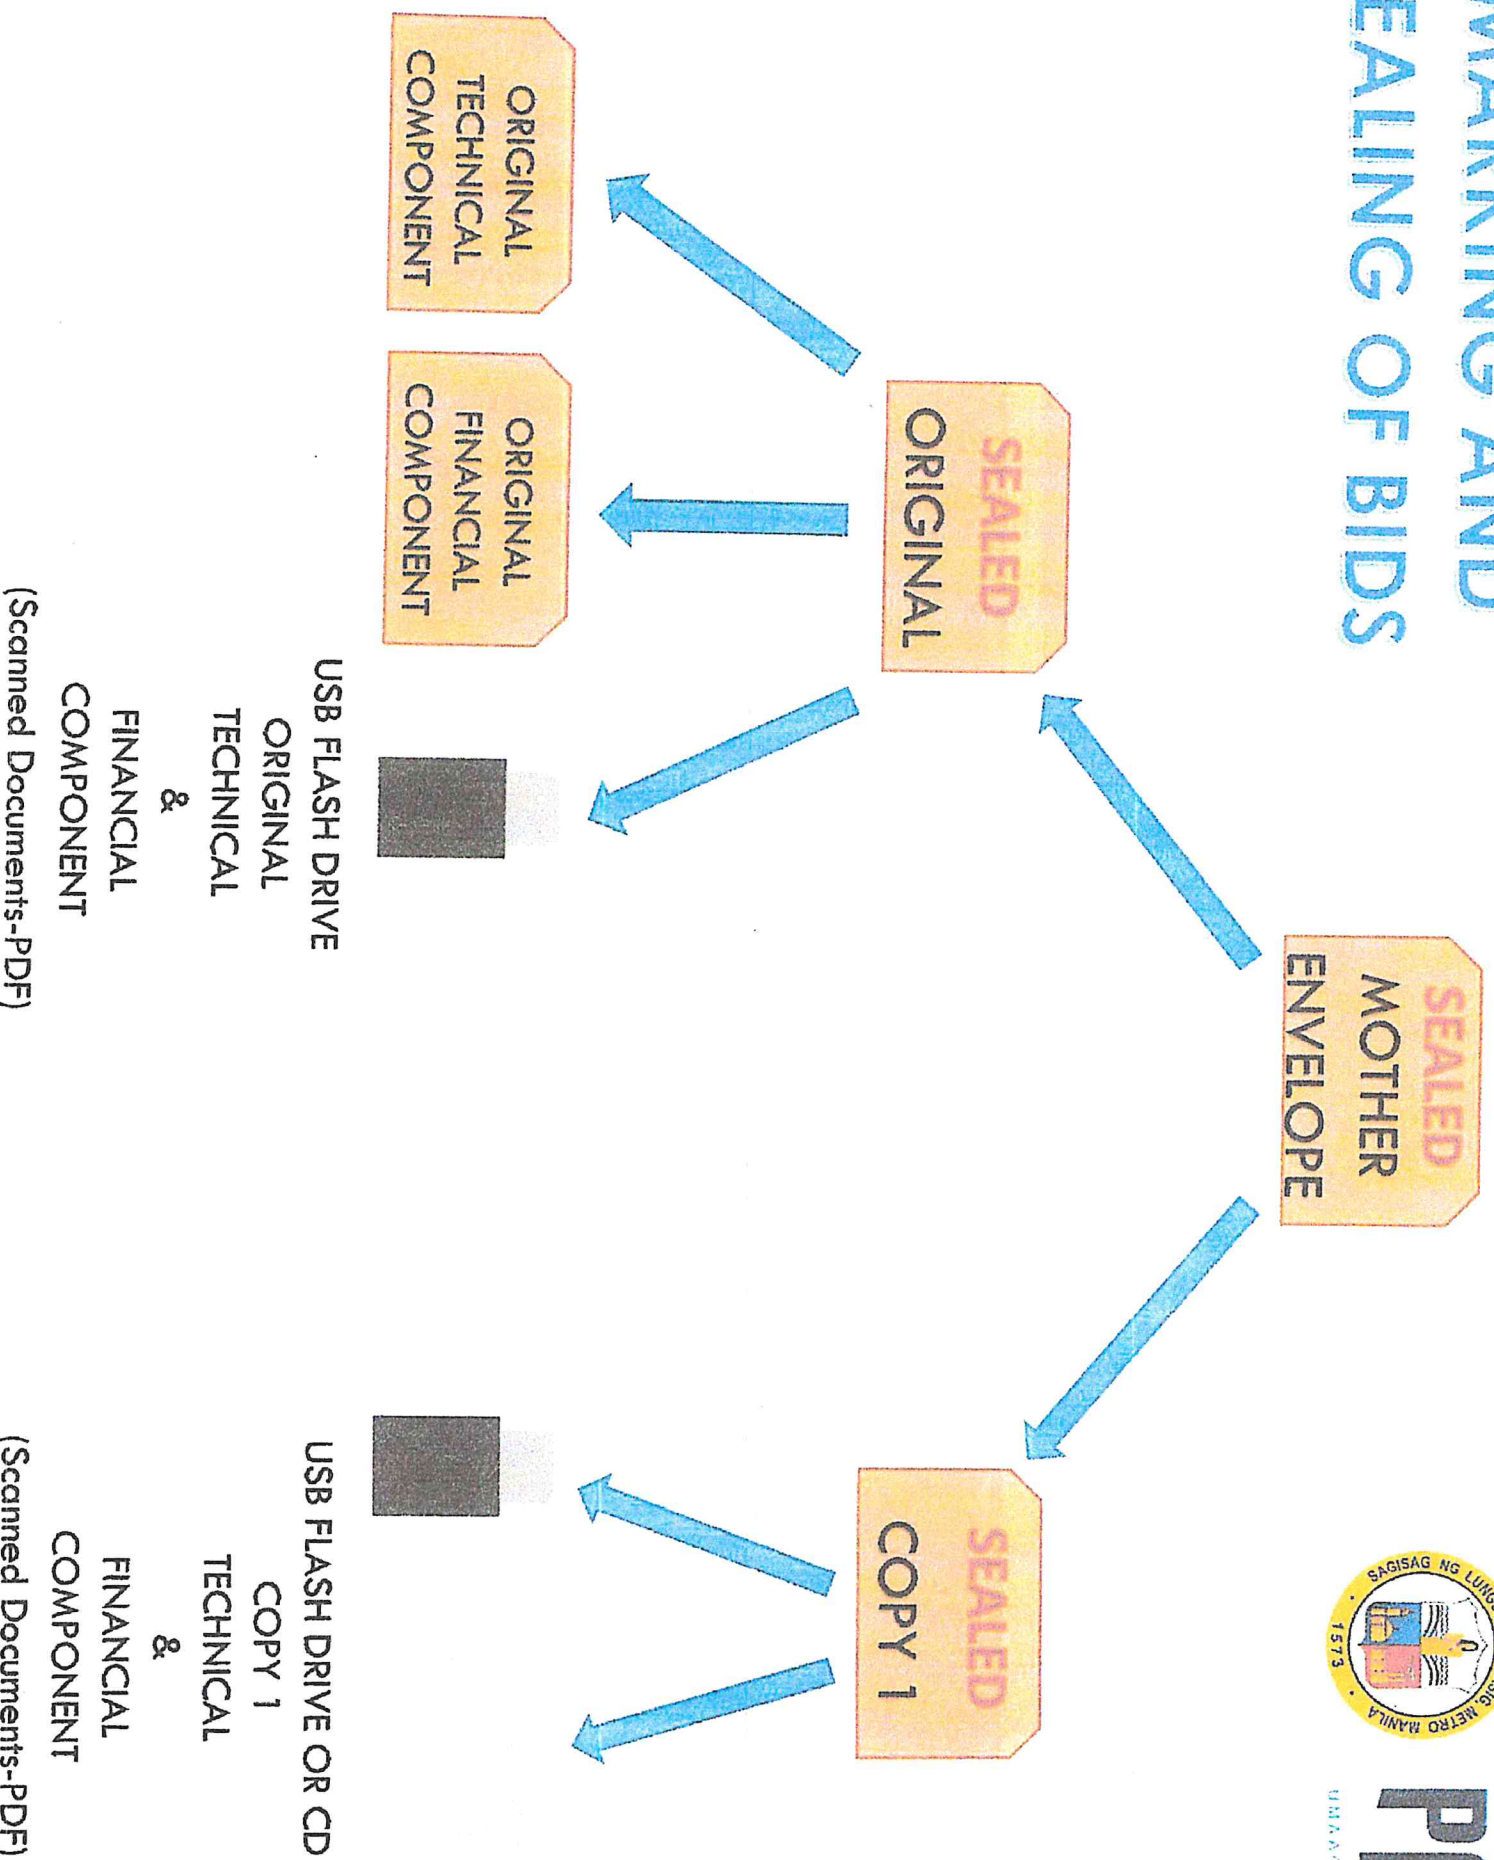 AND
OF BIDS
SAGISAG NG
METRO MANILA
1573
SEALED
MOTHER
ENVELOPE
SEALED
ORIGINAL
SEALED
COPY 1
ORIGINAL
TECHNICAL
COMPONENT
ORIGINAL
FINANCIAL
COMPONENT
USB FLASH DRIVE
ORIGINAL
TECHNICAL
&
FINANCIAL
COMPONENT
(Scanned Documents-PDF)
USB FLASH DRIVE OR CD
COPY 1
TECHNICAL
&
FINANCIAL
COMPONENT
(Scanned Documents-PDF)